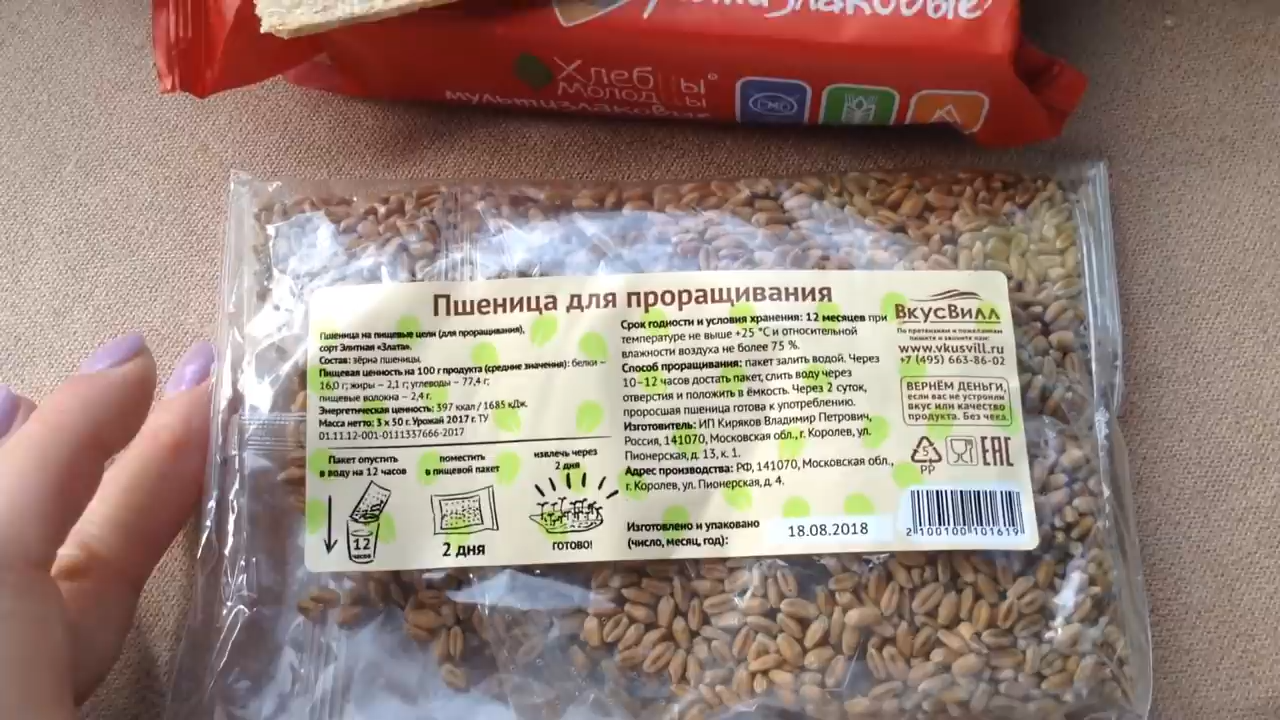 мультизлаковые
Хлебцы
молодцы
мультизлаковые
Пшеница для проращивания
Пшеница на пищевые цели (для проращивания),
сорт Элитная «Злата».
Состав: зёрна пшеницы.
Пищевая ценность на 100 г продукта (средние значения): белки –
16,0 г; жиры – 2,1 г; углеводы – 77,4 г;
пищевые волокна – 2,4 г.
Энергетическая ценность: 397 ккал / 1685 кДж.
Масса нетто: 3 х 50 г. Урожай 2017 г. ТУ
01.11.12-001-0131337666-2017
Пакет опустить
в воду на 12 часов
12
часов
поместить
в пищевой пакет
2 дня
извлечь через
2 дня
ГОТОВО!
Срок годности и условия хранения: 12 месяцев при
температуре не выше +25 °С и относительной
влажности воздуха не более 75 %.
Способ проращивания: пакет залить водой. Через
10–12 часов достать пакет, слить воду через
отверстия и положить в ёмкость. Через 2 суток,
проросшая пшеница готова к употреблению.
Изготовитель: ИП Киряков Владимир Петрович,
Россия, 141070, Московская обл., г. Королев, ул.
Пионерская, д. 13, к. 1.
Адрес производства: РФ, 141070, Московская обл.,
г. Королев, ул. Пионерская, д. 4.
Изготовлено и упаковано
(число, месяц, год):
18.08.2018
ВкусВилл
По претензиям и пожеланиям
пишите и звоните нам:
www.vkusvill.ru
+7 (495) 663-86-02
ВЕРНЁМ ДЕНЬГИ,
если вас не устроили
вкус или качество
продукта. Без чека.
PP
EAC
2 100100 101619